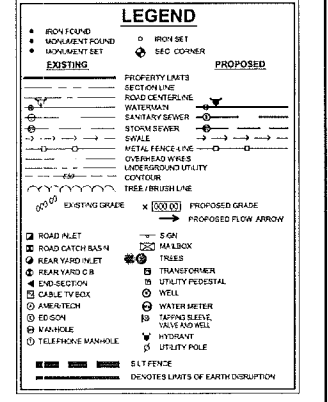 LEGEND
IRON FOUND
MONUMENT FOUND
MONUMENT SET
IRON SET
SEC. CORNER
EXISTING PROPOSED
PROPERTY LIMITS
SECTION LINE
ROAD CENTERLINE
WATERMAIN
SANITARY SEWER
STORM SEWER
SWALE
METAL FENCE-LINE
OVERHEAD WIRES
UNDERGROUND UTILITY
CONTOUR
TREE / BRUSH LINE
000.00 EXISTING GRADE x 000.00 PROPOSED GRADE
PROPOSED FLOW ARROW
ROAD INLET
ROAD CATCH BASIN
REAR YARD INLET
REAR YARD C.B.
END-SECTION
CABLE TV BOX
AMERITECH
EDISON
MANHOLE
TELEPHONE MANHOLE
SIGN
MAILBOX
TREES
TRANSFORMER
UTILITY PEDESTAL
WELL
WATER METER
TAPPING SLEEVE,
VALVE AND WELL
HYDRANT
UTILITY POLE
SILT FENCE
DENOTES LIMITS OF EARTH DISRUPTION